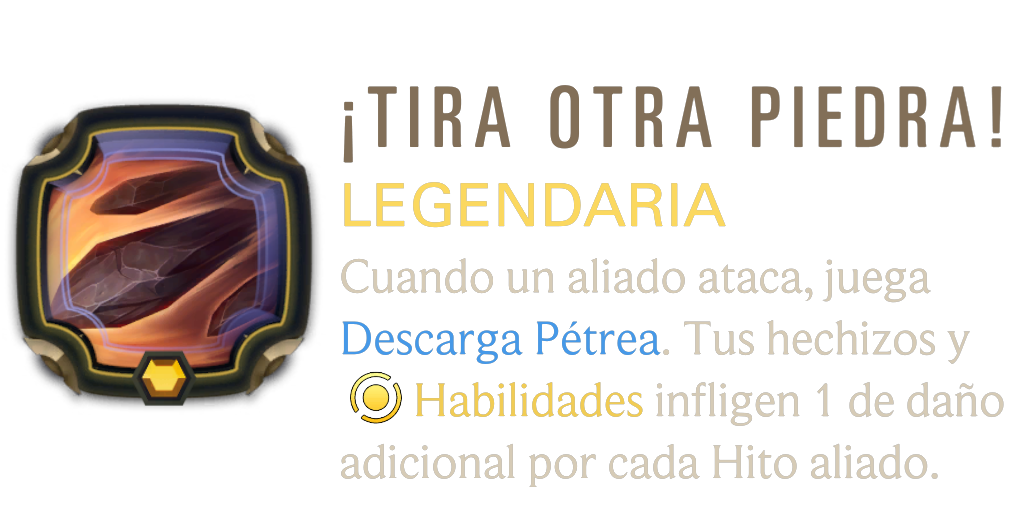 ¡TIRA OTRA PIEDRA!
LEGENDARIA
Cuando un aliado ataca, juega
Descarga Pétrea. Tus hechizos y
Habilidades infligen 1 de daño
adicional por cada Hito aliado.